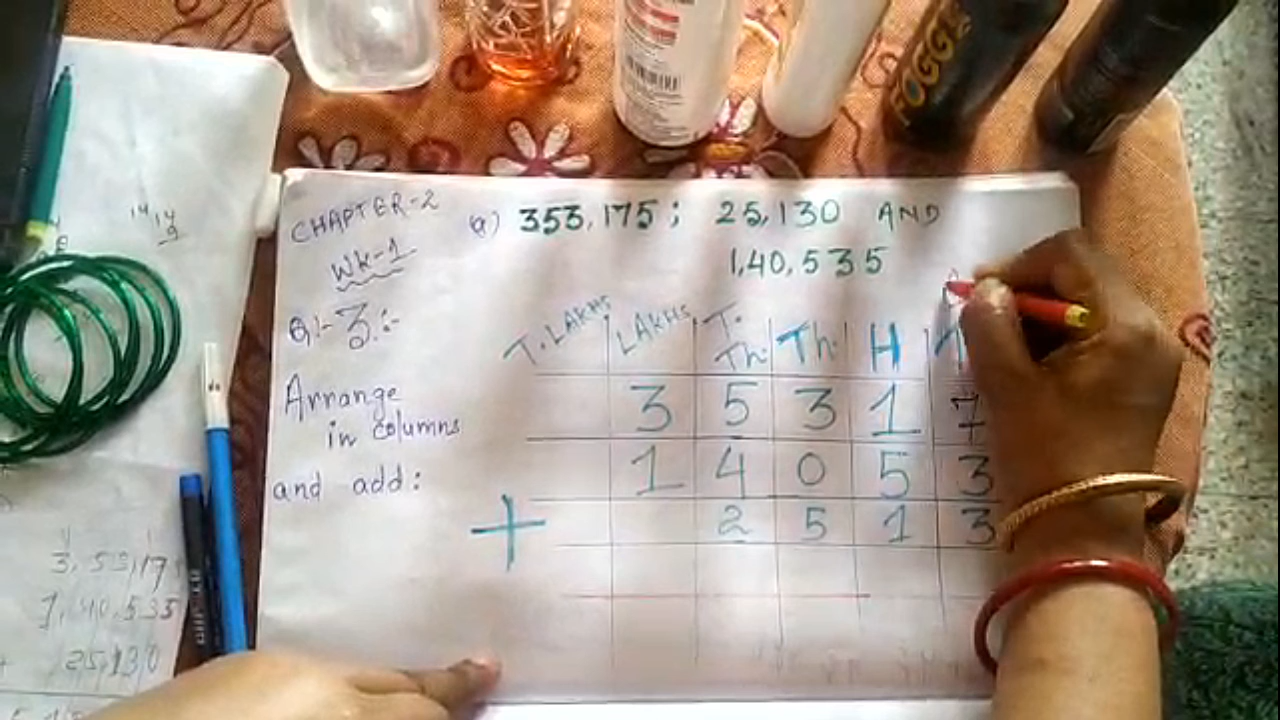 CHAPTER-2
WK-1
Q:- 3:-
Arrange
in columns
and add:
a) 353,175 ; 25,130 AND
1,40,535
T. LAKHS LAKHS T. Th. Th. H T
3 5 3 1 7
1 4 0 5 3
+ 2 5 1 3
FOGG
14 14
3,53,17
1,40,535
25,130